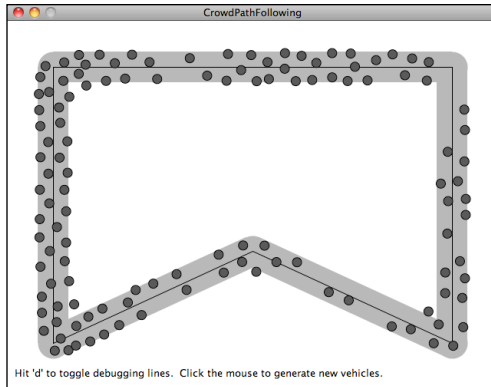 CrowdPathFollowing
Hit 'd' to toggle debugging lines.  Click the mouse to generate new vehicles.